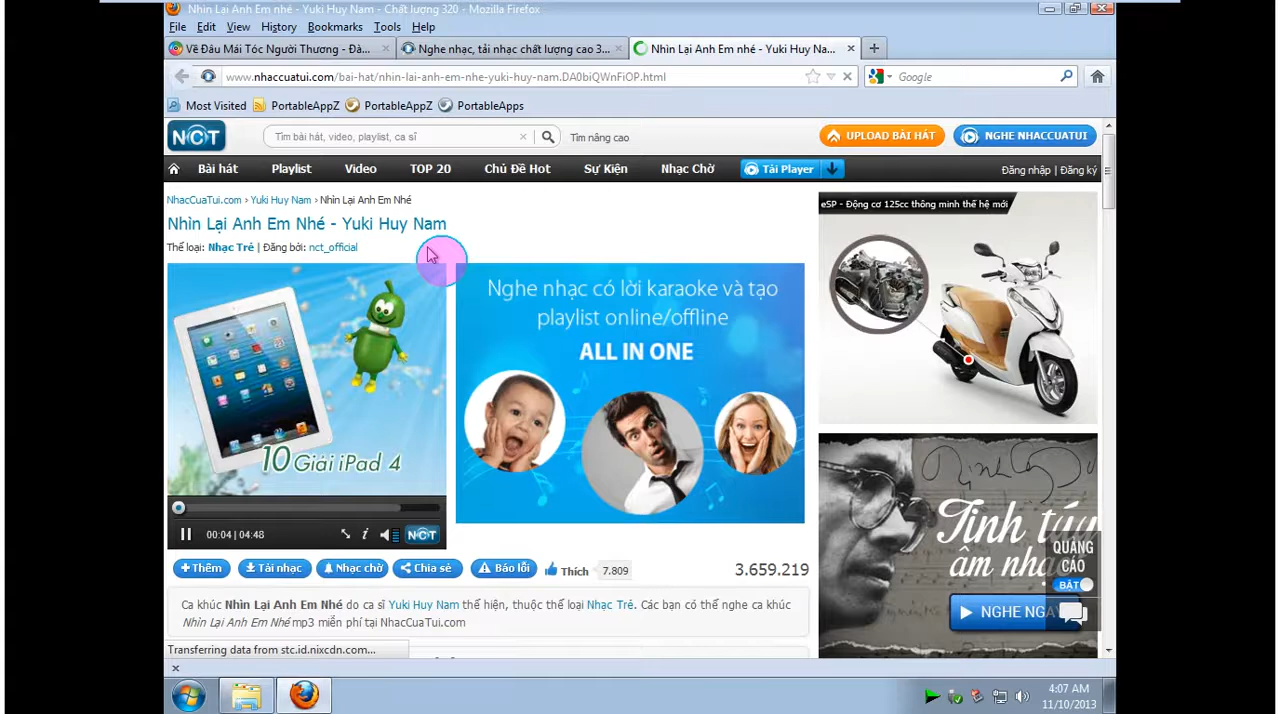 Nhìn Lại Anh Em nhé - Yuki Huy Nam - Chất lượng 320 - Mozilla Firefox
File Edit View History Bookmarks Tools Help
Về Đâu Mái Tóc Người Thương - Đà...
Nghe nhạc, tải nhạc chất lượng cao 3...
Nhìn Lại Anh Em nhé - Yuki Huy Na...
www.nhaccuatui.com/bai-hat/nhin-lai-anh-em-nhe-yuki-huy-nam.DA0biQWnFiOP.html
Google
Most Visited PortableAppZ PortableAppZ PortableApps
NCT
Tìm bài hát, video, playlist, ca sĩ
Tìm nâng cao
UPLOAD BÀI HÁT
NGHE NHACCUATUI
Bài hát Playlist Video TOP 20 Chủ Đề Hot Sự Kiện Nhạc Chờ Tải Player
Đăng nhập | Đăng ký
NhacCuaTui.com › Yuki Huy Nam › Nhìn Lại Anh Em Nhé
Nhìn Lại Anh Em Nhé - Yuki Huy Nam
Thể loại: Nhạc Trẻ | Đăng bởi: nct_official
10 Giải iPad 4
00:04 | 04:48
NCT
Nghe nhạc có lời karaoke và tạo
playlist online/offline
ALL IN ONE
eSP - Động cơ 125cc thông minh thế hệ mới
Tinh túy
âm nhạc
NGHE NGAY
QUẢNG
CÁO
BẬT
+Thêm Tải nhạc Nhạc chờ Chia sẻ Báo lỗi Thích 7.809
3.659.219
Ca khúc Nhìn Lại Anh Em Nhé do ca sĩ Yuki Huy Nam thể hiện, thuộc thể loại Nhạc Trẻ. Các bạn có thể nghe ca khúc
Nhìn Lại Anh Em Nhé mp3 miễn phí tại NhacCuaTui.com
Transferring data from stc.id.nixcdn.com...
4:07 AM
11/10/2013